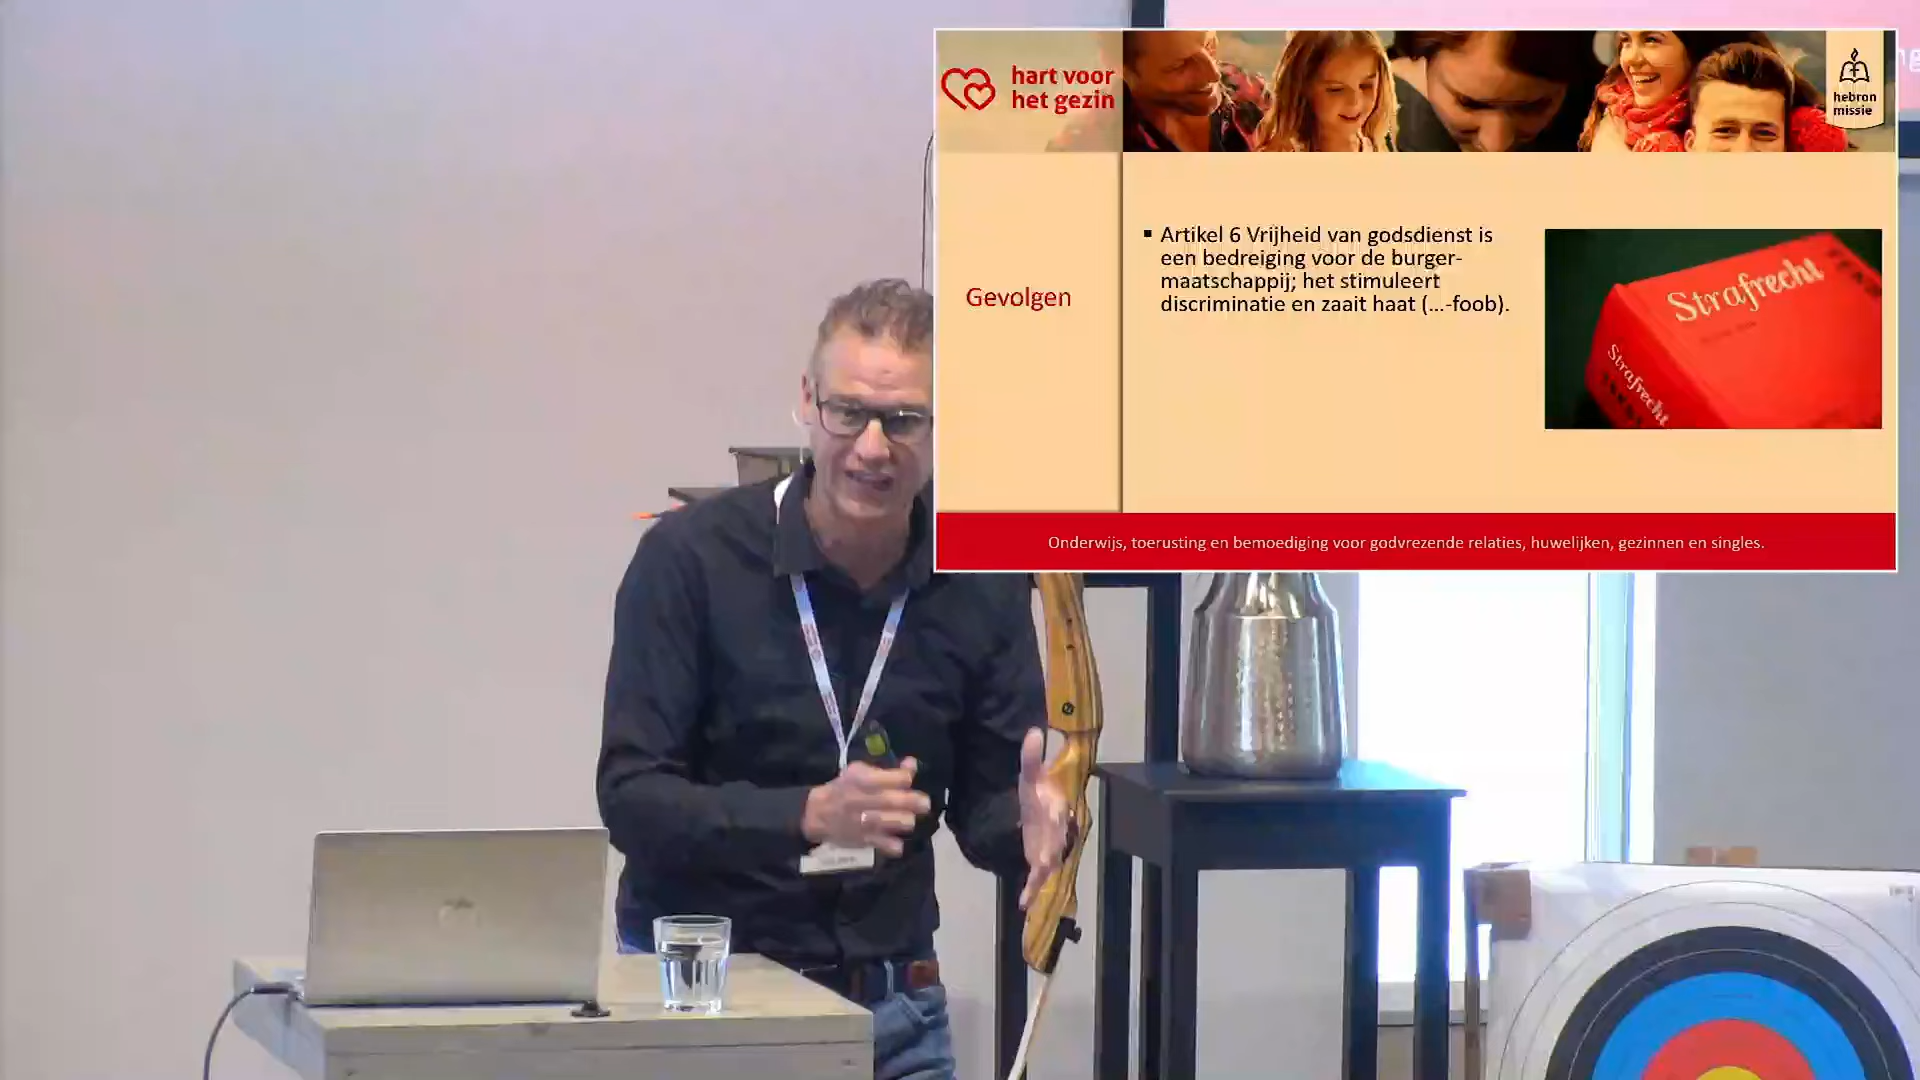 hart voor
het gezin
hebron
missie
Gevolgen
▪ Artikel 6 Vrijheid van godsdienst is
een bedreiging voor de burger-
maatschappij; het stimuleert
discriminatie en zaait haat (...-foob).
Strafrecht
Strafrecht
Onderwijs, toerusting en bemoediging voor godvrezende relaties, huwelijken, gezinnen en singles.